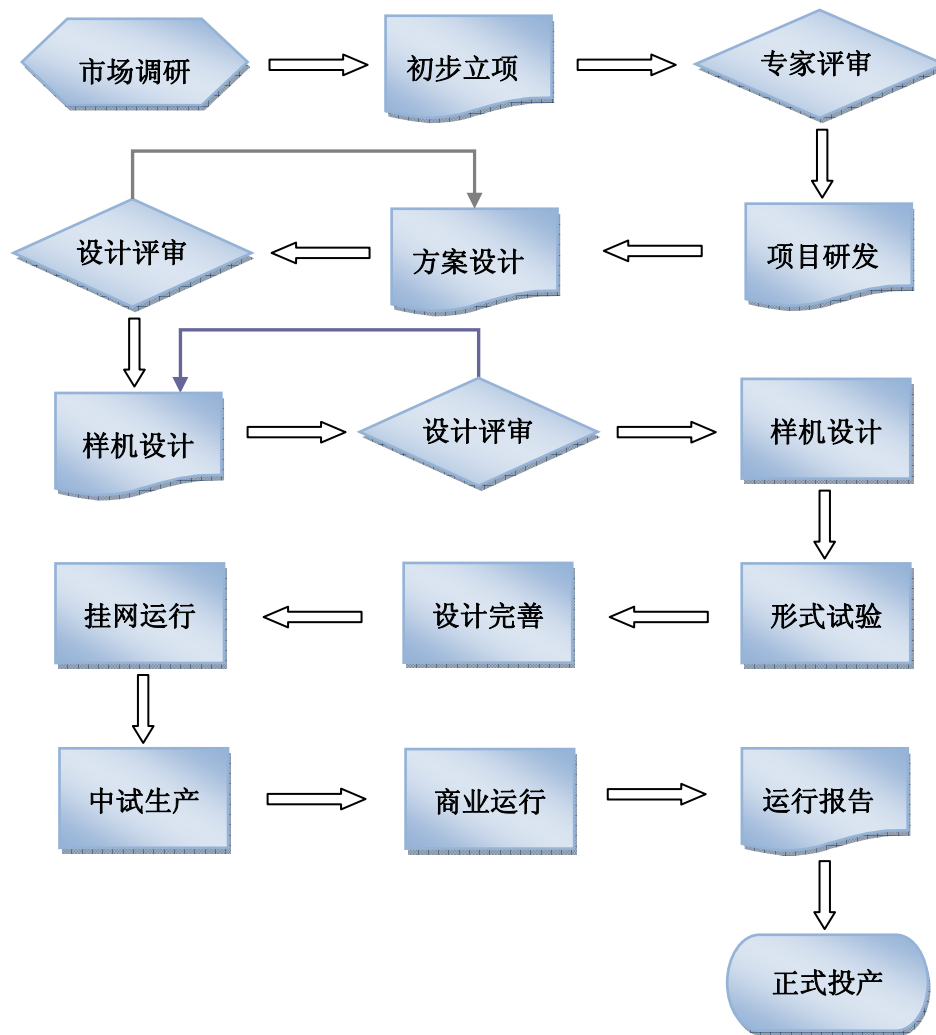 市场调研
初步立项
专家评审
项目研发
方案设计
设计评审
样机设计
设计评审
样机设计
形式试验
设计完善
挂网运行
中试生产
商业运行
运行报告
正式投产